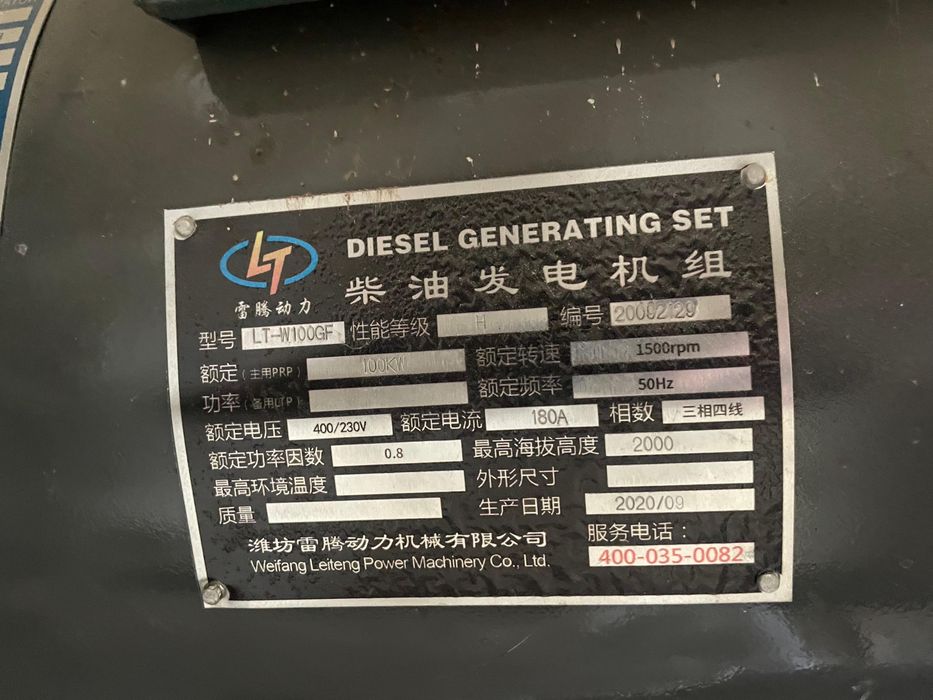 LT
雷腾动力
DIESEL GENERATING SET
柴油发电机组
型号 LT-W100GF 性能等级 H 编号 20092129
额定（主用PRP） 100KW 额定转速 1500rpm
功率（备用LTP） 额定频率 50Hz
额定电压 400/230V 额定电流 180A 相数 三相四线
额定功率因数 0.8 最高海拔高度 2000
最高环境温度 外形尺寸
质量 生产日期 2020/09
潍坊雷腾动力机械有限公司 服务电话：
Weifang Leiteng Power Machinery Co., Ltd. 400-035-0082